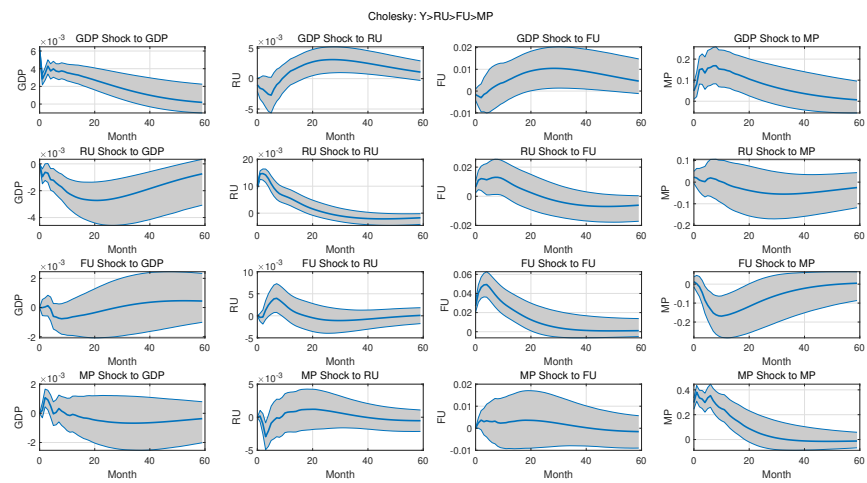 Cholesky: Y>RU>FU>MP
GDP Shock to GDP
×10^-3
6
4
2
0
GDP
0 20 40 60
Month
GDP Shock to RU
×10^-3
5
0
-5
RU
0 20 40 60
Month
GDP Shock to FU
0.02
0.01
0
-0.01
FU
0 20 40 60
Month
GDP Shock to MP
0.2
0.1
0
MP
0 20 40 60
Month
RU Shock to GDP
×10^-3
0
-2
-4
GDP
0 20 40 60
Month
RU Shock to RU
×10^-3
20
10
0
RU
0 20 40 60
Month
RU Shock to FU
0.02
0
-0.02
FU
0 20 40 60
Month
RU Shock to MP
0.1
0
-0.1
-0.2
MP
0 20 40 60
Month
FU Shock to GDP
×10^-3
2
0
-2
GDP
0 20 40 60
Month
FU Shock to RU
×10^-3
10
5
0
-5
RU
0 20 40 60
Month
FU Shock to FU
0.06
0.04
0.02
0
FU
0 20 40 60
Month
FU Shock to MP
0
-0.1
-0.2
MP
0 20 40 60
Month
MP Shock to GDP
×10^-3
2
0
-2
GDP
0 20 40 60
Month
MP Shock to RU
×10^-3
5
0
-5
RU
0 20 40 60
Month
MP Shock to FU
0.02
0.01
0
-0.01
FU
0 20 40 60
Month
MP Shock to MP
0.4
0.2
0
MP
0 20 40 60
Month